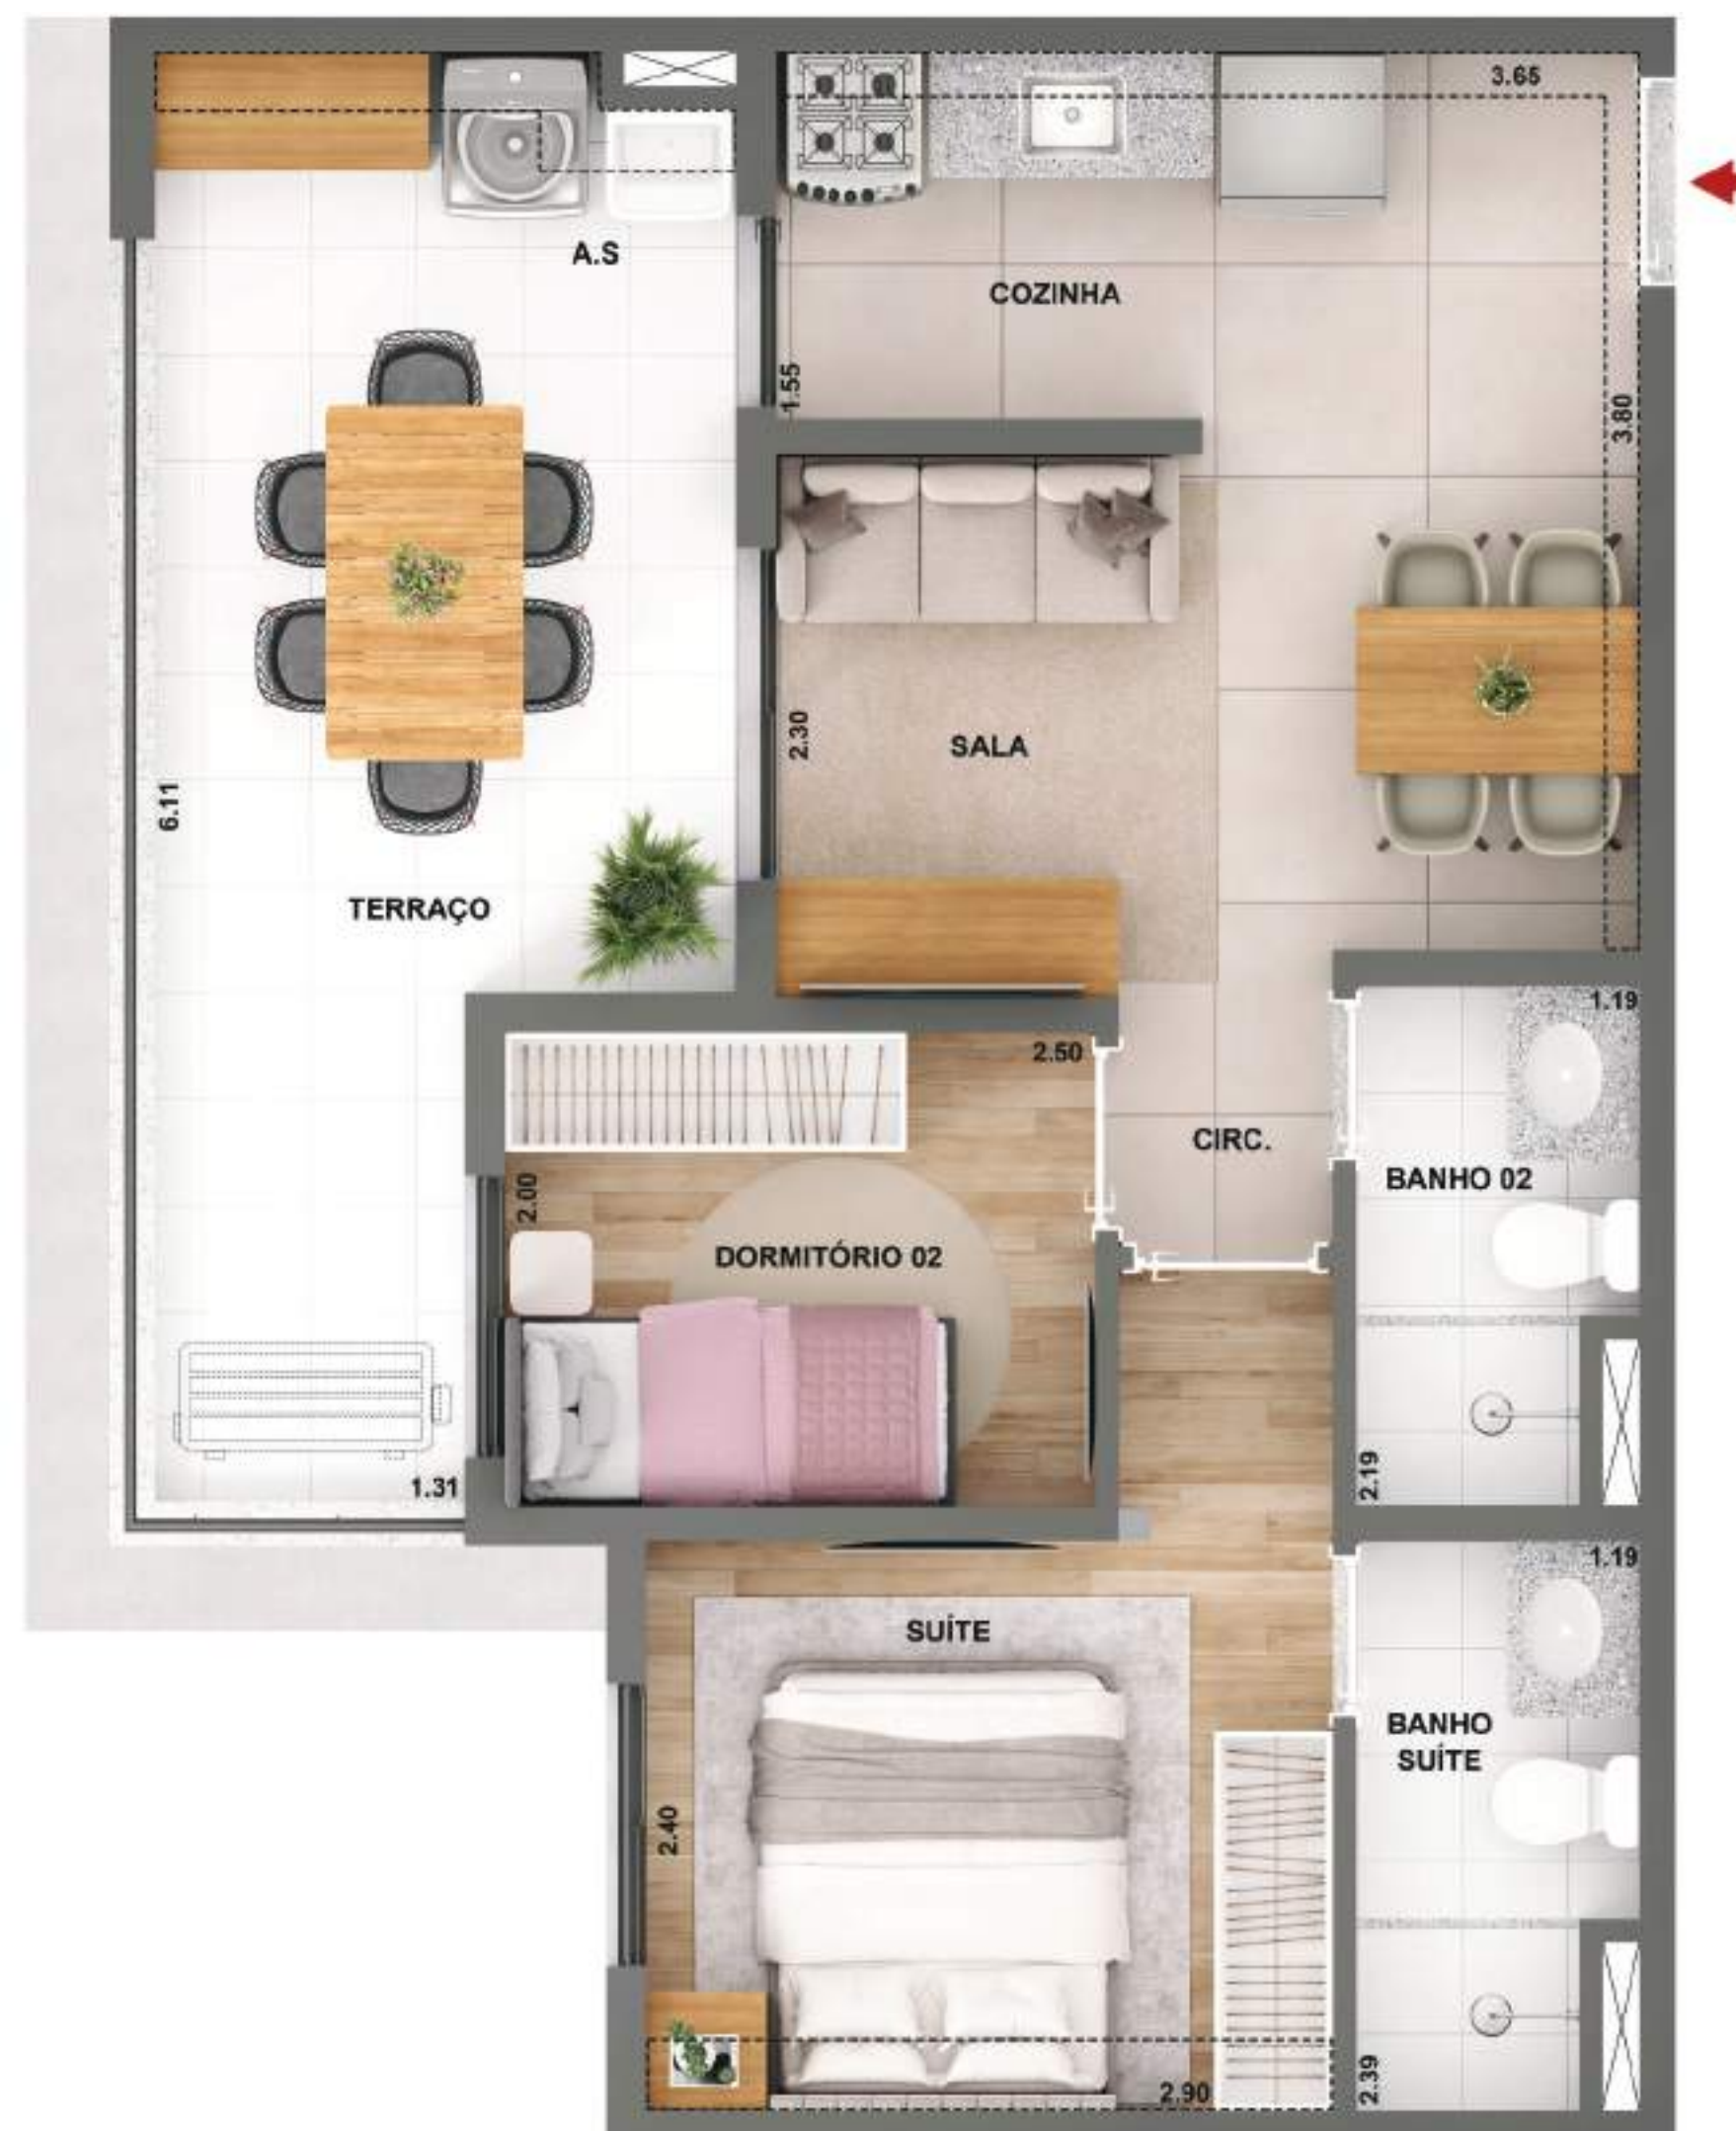 3.65
A.S
COZINHA
1.55
3.80
2.30
SALA
6.11
TERRAÇO
1.19
2.50
CIRC.
BANHO 02
2.00
DORMITÓRIO 02
2.19
1.31
1.19
SUÍTE
BANHO
SUÍTE
2.40
2.39
2.90